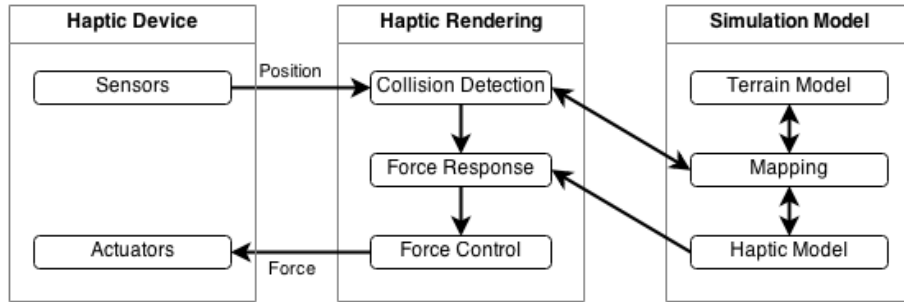 Haptic Device
Haptic Rendering
Simulation Model
Sensors
Position
Collision Detection
Terrain Model
Force Response
Mapping
Actuators
Force
Force Control
Haptic Model